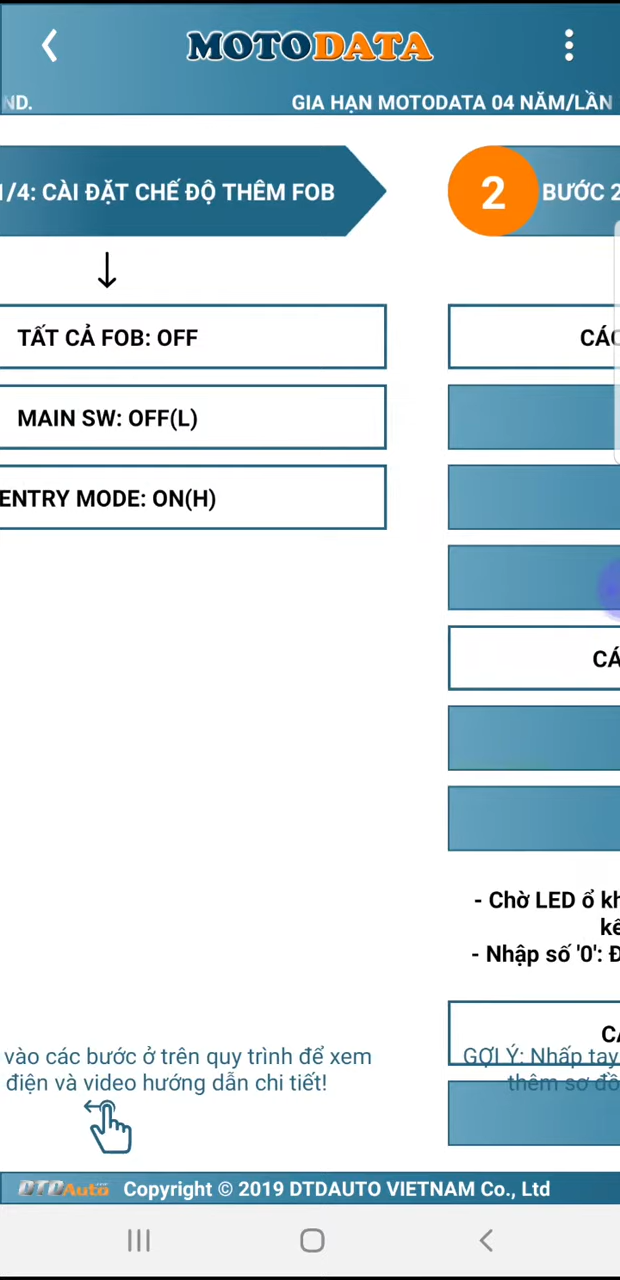 MOTODATA
ND.
GIA HẠN MOTODATA 04 NĂM/LẦN
1/4: CÀI ĐẶT CHẾ ĐỘ THÊM FOB
TẤT CẢ FOB: OFF
MAIN SW: OFF(L)
ENTRY MODE: ON(H)
vào các bước ở trên quy trình để xem
điện và video hướng dẫn chi tiết!
2
BƯỚC 2
- Chờ LED ổ
- Nhập số '0':
GỢI Ý: Nhấp tay
thêm sơ đồ
DTDAuto
Copyright © 2019 DTDAUTO VIETNAM Co., Ltd